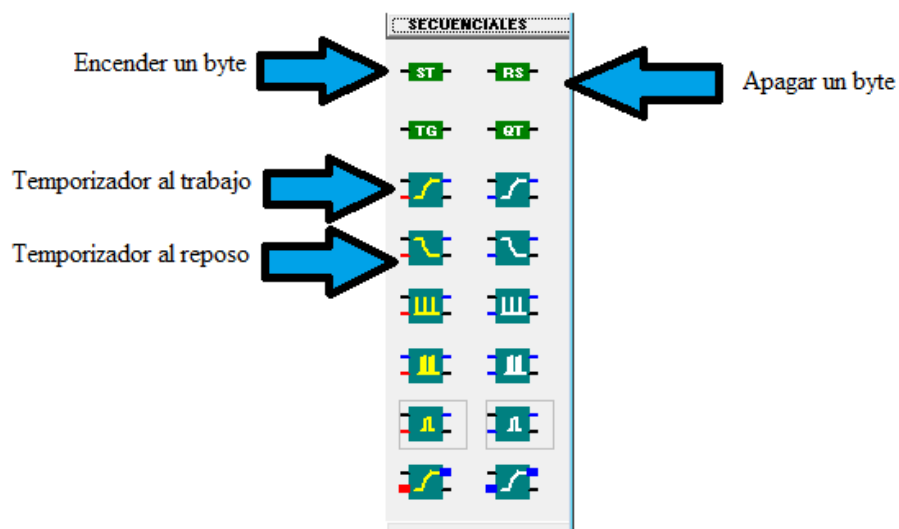 SECUENCIALES
Encender un byte
ST
RS
Apagar un byte
TG
QT
Temporizador al trabajo
Temporizador al reposo